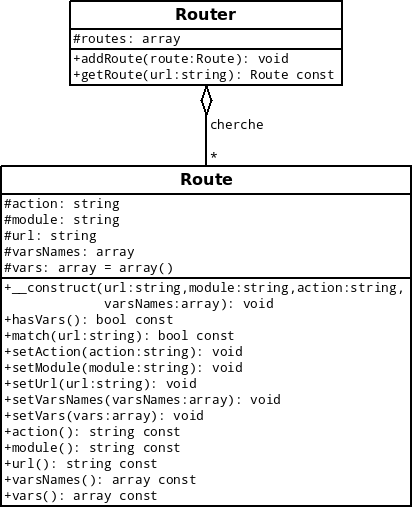 Router
#routes: array
+addRoute(route:Route): void
+getRoute(url:string): Route const
cherche
*
Route
#action: string
#module: string
#url: string
#varsNames: array
#vars: array = array()
+__construct(url:string,module:string,action:string,
varsNames:array): void
+hasVars(): bool const
+match(url:string): bool const
+setAction(action:string): void
+setModule(module:string): void
+setUrl(url:string): void
+setVarsNames(varsNames:array): void
+setVars(vars:array): void
+action(): string const
+module(): string const
+url(): string const
+varsNames(): array const
+vars(): array const